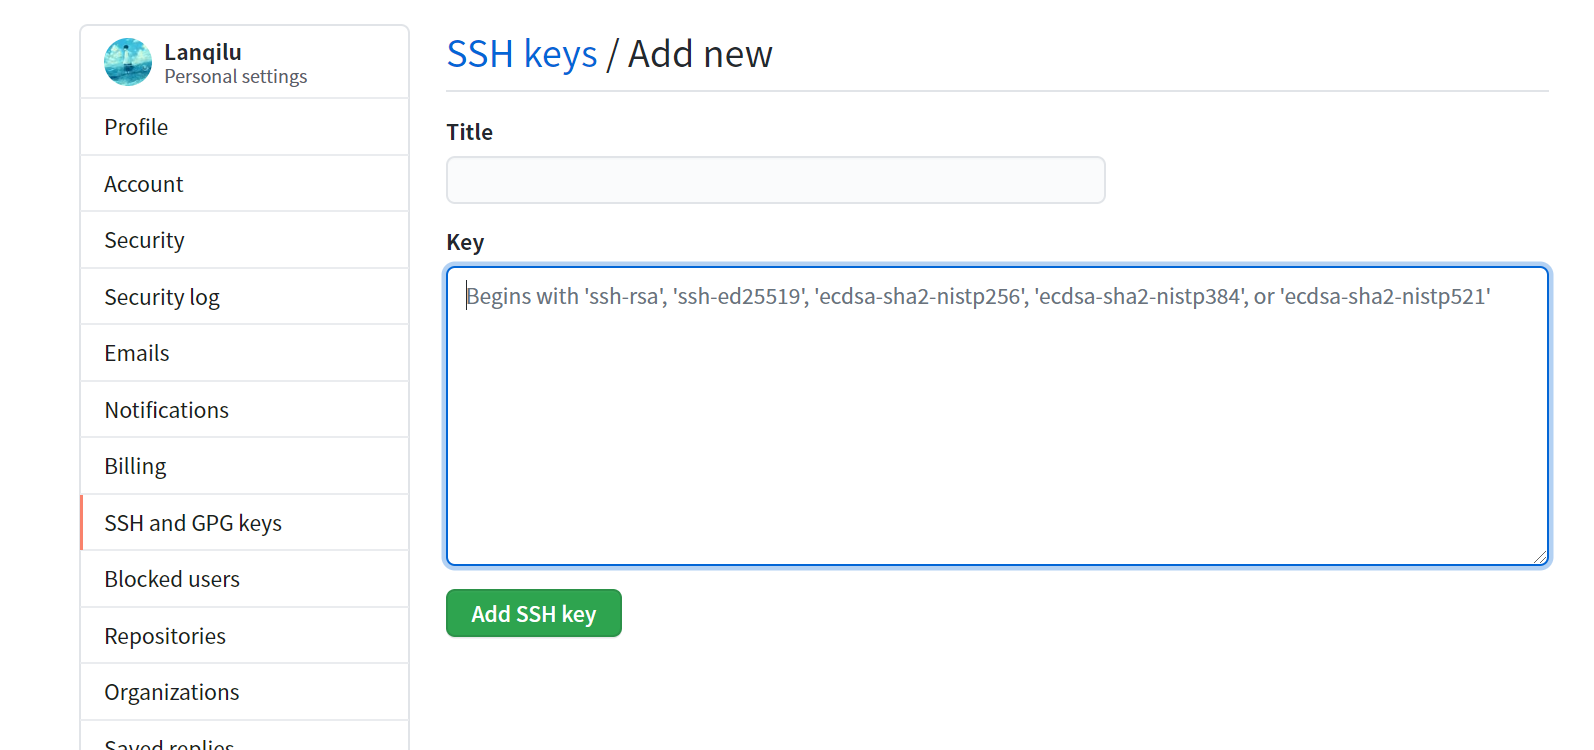 Lanqilu
Personal settings
Profile
Account
Security
Security log
Emails
Notifications
Billing
SSH and GPG keys
Blocked users
Repositories
Organizations
Saved replies
SSH keys / Add new
Title
Key
Begins with 'ssh-rsa', 'ssh-ed25519', 'ecdsa-sha2-nistp256', 'ecdsa-sha2-nistp384', or 'ecdsa-sha2-nistp521'
Add SSH key